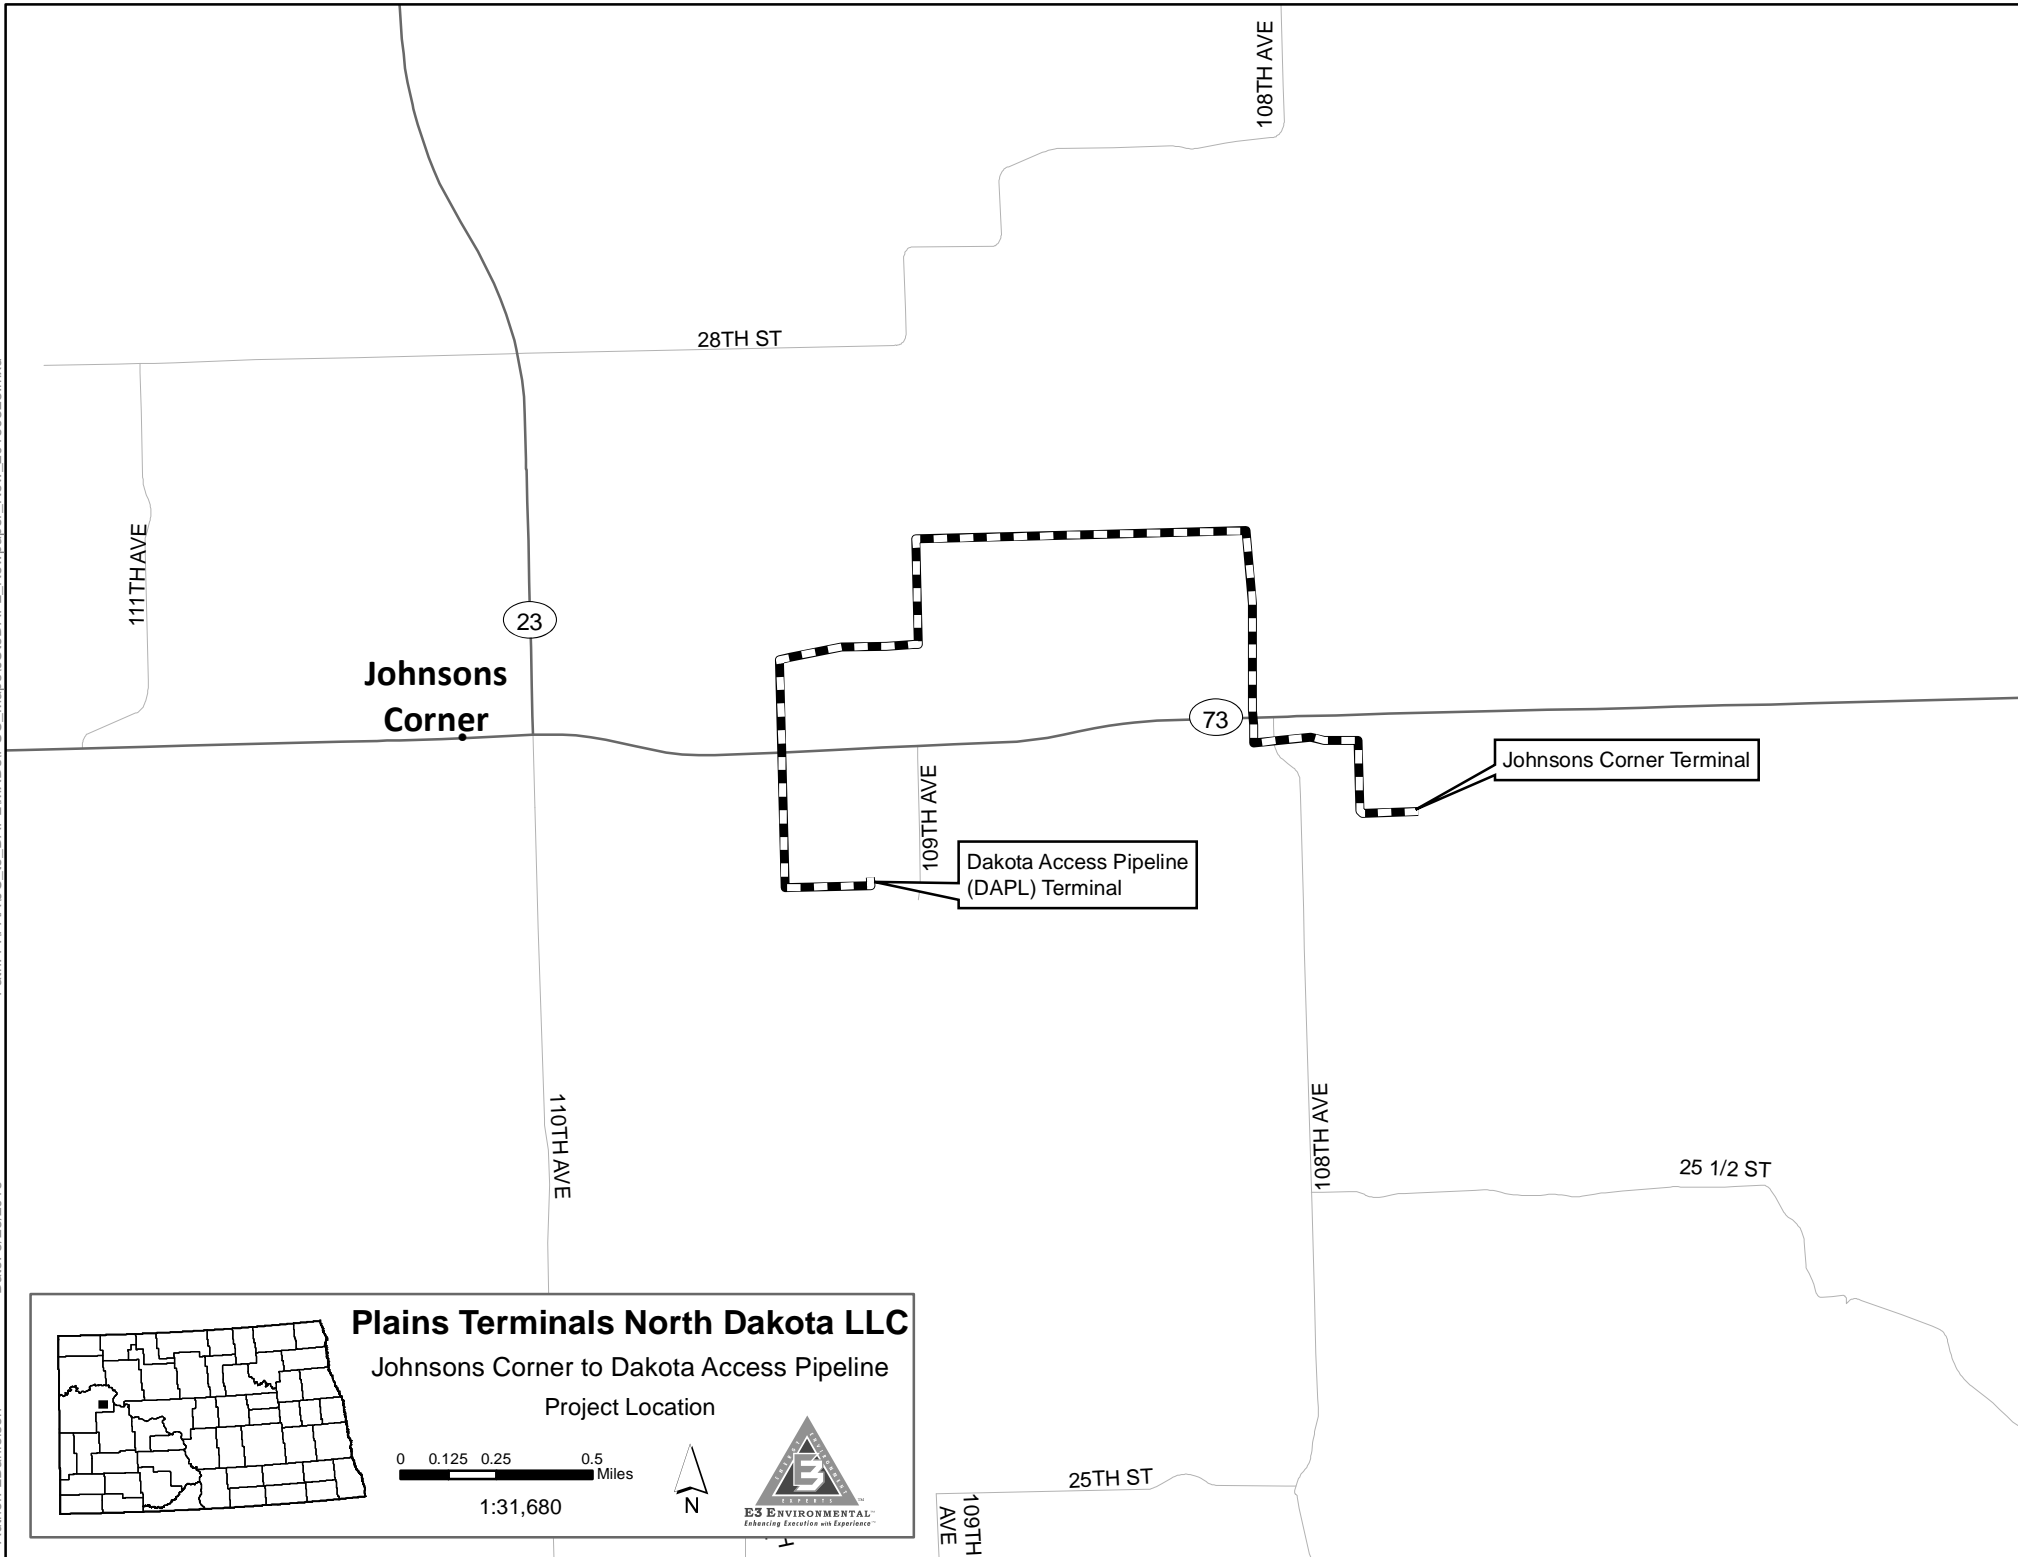 108TH AVE
28TH ST
111TH AVE
23
Johnsons
Corner
73
Johnsons Corner Terminal
109TH AVE
Dakota Access Pipeline
(DAPL) Terminal
110TH AVE
108TH AVE
25 1/2 ST
Plains Terminals North Dakota LLC
Johnsons Corner to Dakota Access Pipeline
Project Location
0 0.125 0.25 0.5
Miles
1:31,680
N
E3
EXPERTS
E3 ENVIRONMENTAL
Enhancing Execution with Experience
25TH ST
109TH
AVE